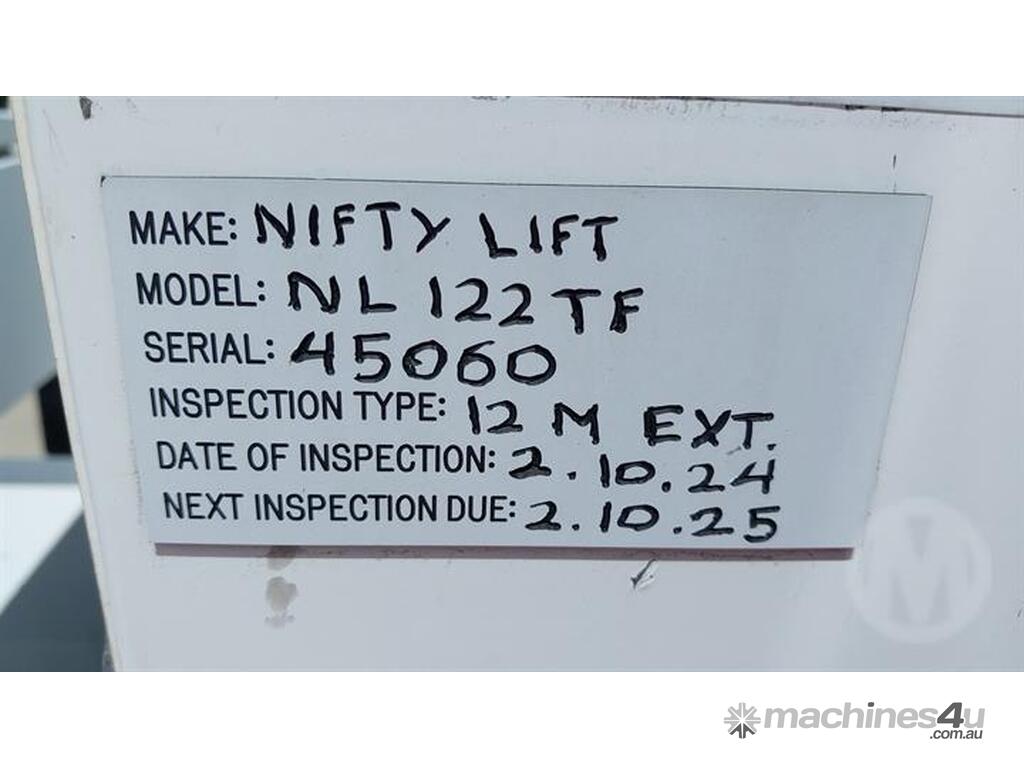 MAKE: NIFTY LIFT
MODEL: NL 122 TF
SERIAL: 45060
INSPECTION TYPE: 12 M EXT.
DATE OF INSPECTION: 2.10.24
NEXT INSPECTION DUE: 2.10.25
M
machines4u
.com.au